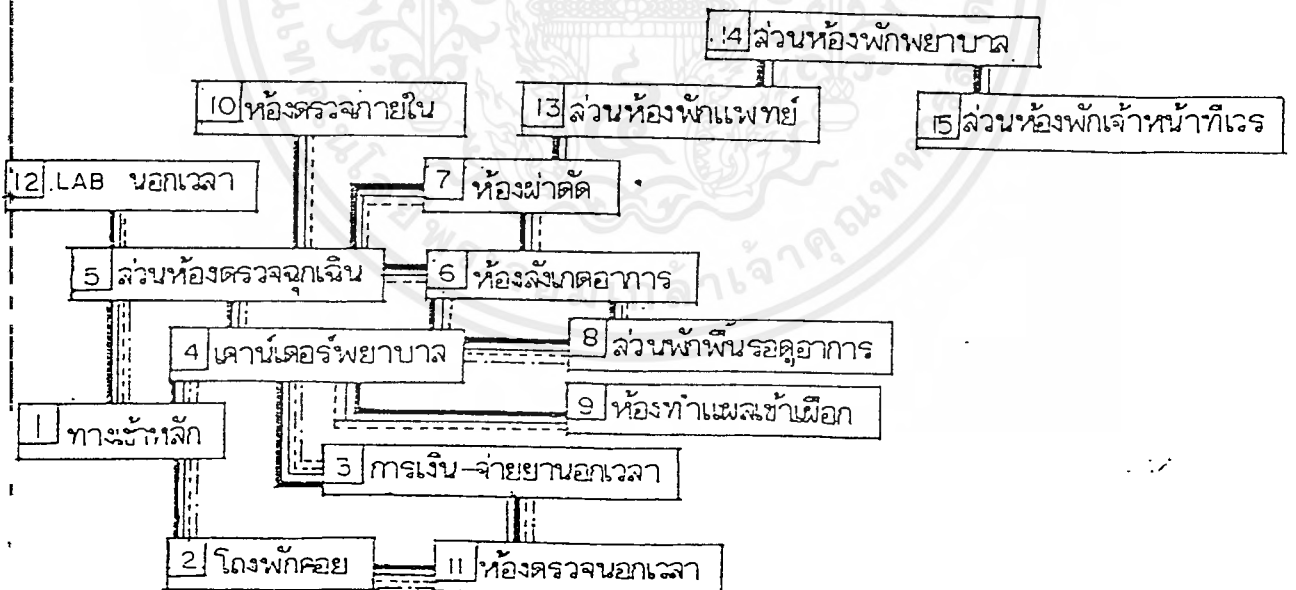 14 ส่วนห้องพักพยาบาล
10 ห้องตรวจภายใน
13 ส่วนห้องพักแพทย์
15 ส่วนห้องพักเจ้าหน้าที่เวร
12 .LAB นอกเวลา
7 ห้องผ่าตัด
5 ส่วนห้องตรวจฉุกเฉิน
6 ห้องสังเกตอาการ
4 เคาน์เตอร์พยาบาล
8 ส่วนพักฟื้นรอดูอาการ
9 ห้องทำแผลเข้าเฝือก
1 ทางเข้าหลัก
3 การเงิน-จ่ายยานอกเวลา
2 โถงพักคอย
11 ห้องตรวจนอกเวลา